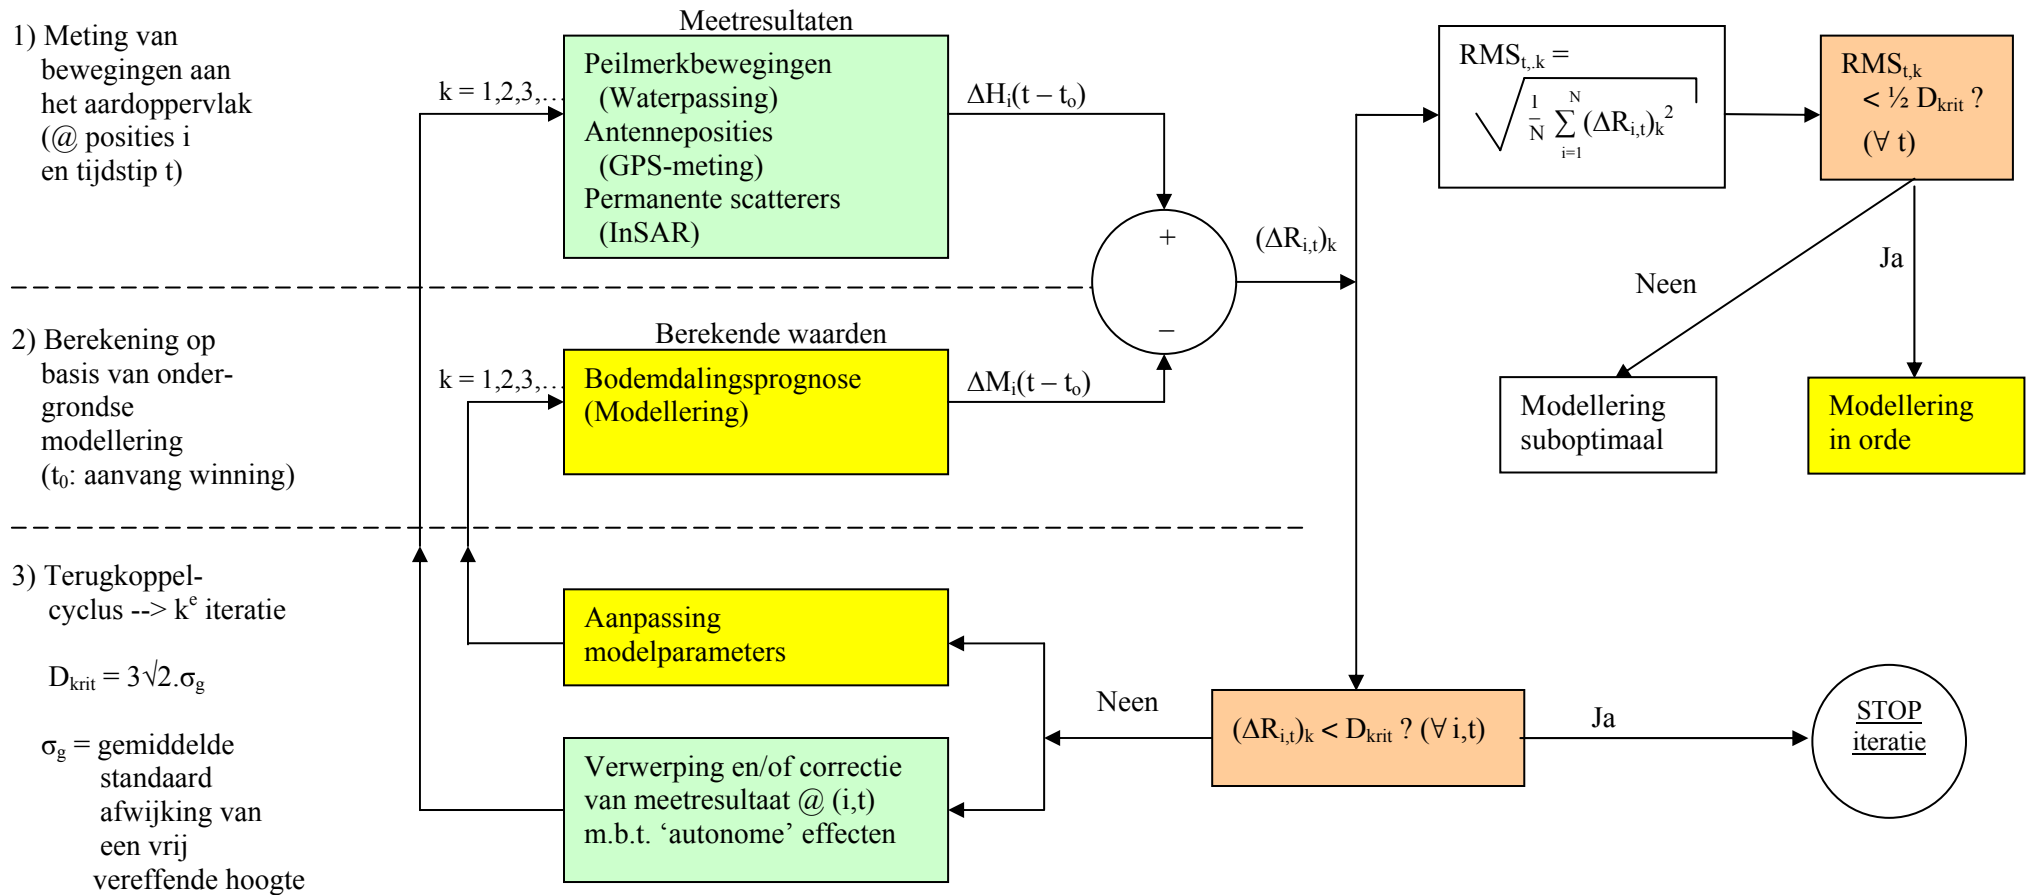 1) Meting van
bewegingen aan
het aardoppervlak
(@ posities i
en tijdstip t)
Meetresultaten
k = 1,2,3,…
Peilmerkbewegingen
(Waterpassing)
Antenneposities
(GPS-meting)
Permanente scatterers
(InSAR)
ΔHᵢ(t – tₒ)
+
–
(ΔRᵢ,ₜ)ₖ
RMSₜ,.ₖ =
√ 1/N ∑ᵢ₌₁ᴺ (ΔRᵢ,ₜ)ₖ²
RMSₜ,ₖ
< ½ Dₖᵣᵢₜ ?
(∀ t)
Neen
Ja
Modellering
suboptimaal
Modellering
in orde
2) Berekening op
basis van onder-
grondse
modellering
(t₀: aanvang winning)
Berekende waarden
k = 1,2,3,…
Bodemdalingsprognose
(Modellering)
ΔMᵢ(t – tₒ)
3) Terugkoppel-
cyclus --> kᵉ iteratie
Dₖᵣᵢₜ = 3√2.σg
σg = gemiddelde
standaard
afwijking van
een vrij
vereffende hoogte
Aanpassing
modelparameters
Verwerping en/of correctie
van meetresultaat @ (i,t)
m.b.t. ‘autonome’ effecten
Neen
(ΔRᵢ,ₜ)ₖ < Dₖᵣᵢₜ ? (∀ i,t)
Ja
STOP
iteratie